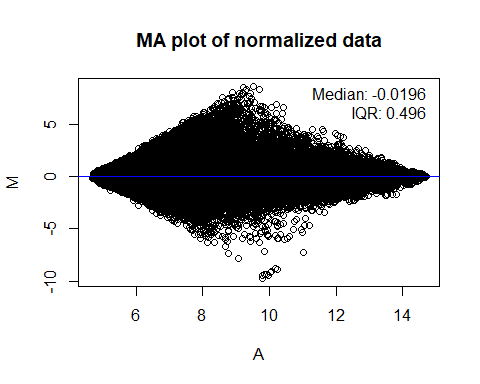 MA plot of normalized data
Median: -0.0196
IQR: 0.496
5
0
-5
-10
M
6 8 10 12 14
A